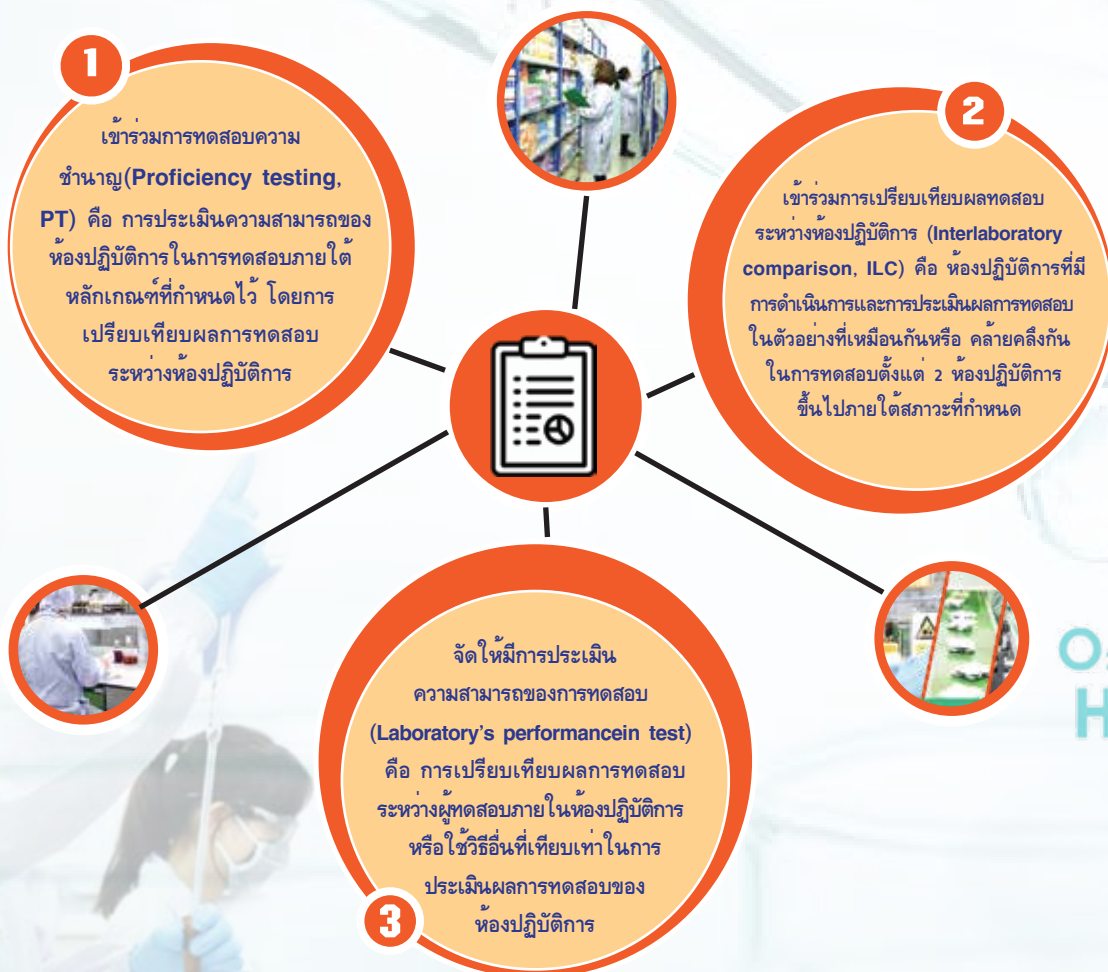 1
เข้าร่วมการทดสอบความ
ชำนาญ(Proficiency testing,
PT) คือ การประเมินความสามารถของ
ห้องปฏิบัติการในการทดสอบภายใต้
หลักเกณฑ์ที่กำหนดไว้ โดยการ
เปรียบเทียบผลการทดสอบ
ระหว่างห้องปฏิบัติการ
2
เข้าร่วมการเปรียบเทียบผลทดสอบ
ระหว่างห้องปฏิบัติการ (Interlaboratory
comparison, ILC) คือ ห้องปฏิบัติการที่มี
การดำเนินการและการประเมินผลการทดสอบ
ในตัวอย่างที่เหมือนกันหรือ คล้ายคลึงกัน
ในการทดสอบตั้งแต่ 2 ห้องปฏิบัติการ
ขึ้นไปภายใต้สภาวะที่กำหนด
จัดให้มีการประเมิน
ความสามารถของการทดสอบ
(Laboratory's performancein test)
คือ การเปรียบเทียบผลการทดสอบ
ระหว่างผู้ทดสอบภายในห้องปฏิบัติการ
หรือใช้วิธีอื่นที่เทียบเท่าในการ
ประเมินผลการทดสอบของ
ห้องปฏิบัติการ
3